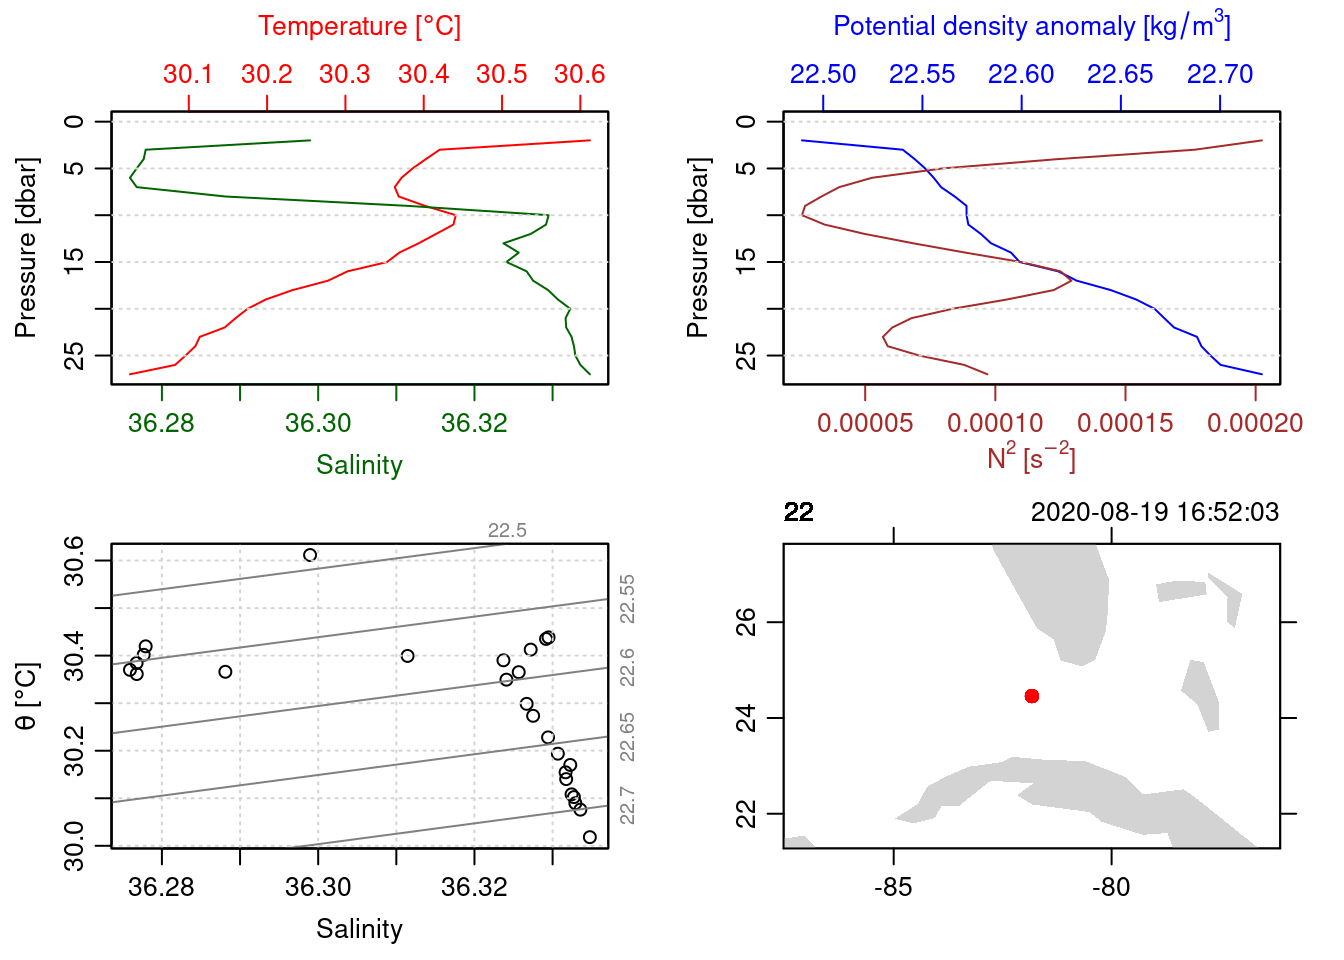 Temperature [°C]
30.1 30.2 30.3 30.4 30.5 30.6
Pressure [dbar]
0
5
15
25
36.28 36.30 36.32
Salinity
Potential density anomaly [kg/m³]
22.50 22.55 22.60 22.65 22.70
Pressure [dbar]
0
5
15
25
0.00005 0.00010 0.00015 0.00020
N² [s⁻²]
22.5
θ [°C]
30.6
30.4
30.2
30.0
22.55
22.6
22.65
22.7
36.28 36.30 36.32
Salinity
22 2020-08-19 16:52:03
26
24
22
-85 -80